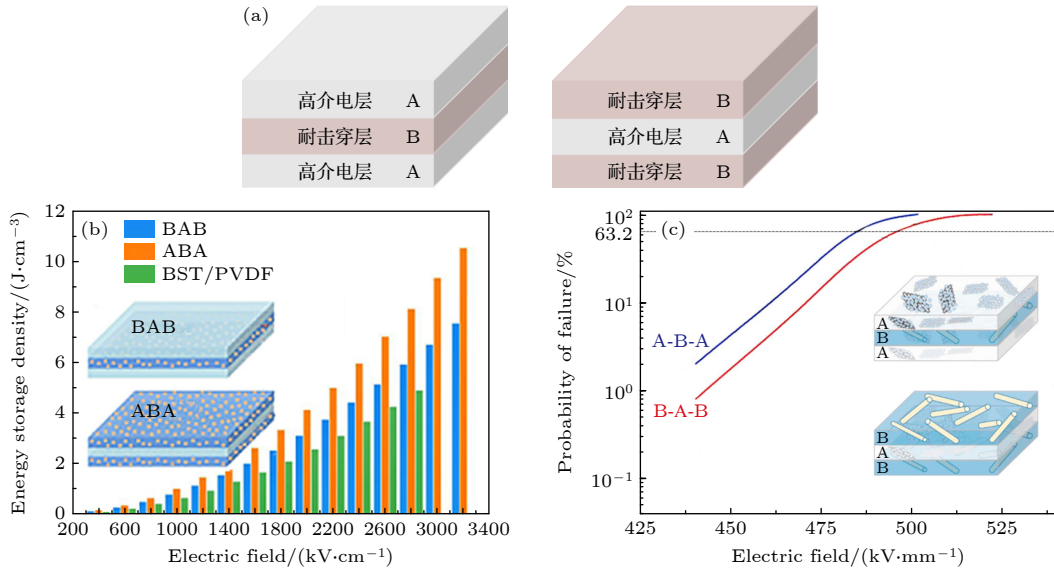 (a)
高介电层 A
耐击穿层 B
高介电层 A
耐击穿层 B
高介电层 A
耐击穿层 B
(b)
BAB
ABA
BST/PVDF
BAB
ABA
Energy storage density/(J·cm⁻³)
12
10
8
6
4
2
0
200 600 1000 1400 1800 2200 2600 3000 3400
Electric field/(kV·cm⁻¹)
(c)
Probability of failure/%
10²
63.2
10¹
10⁰
10⁻¹
A-B-A
B-A-B
A
B
A
B
A
B
425 450 475 500 525
Electric field/(kV·mm⁻¹)